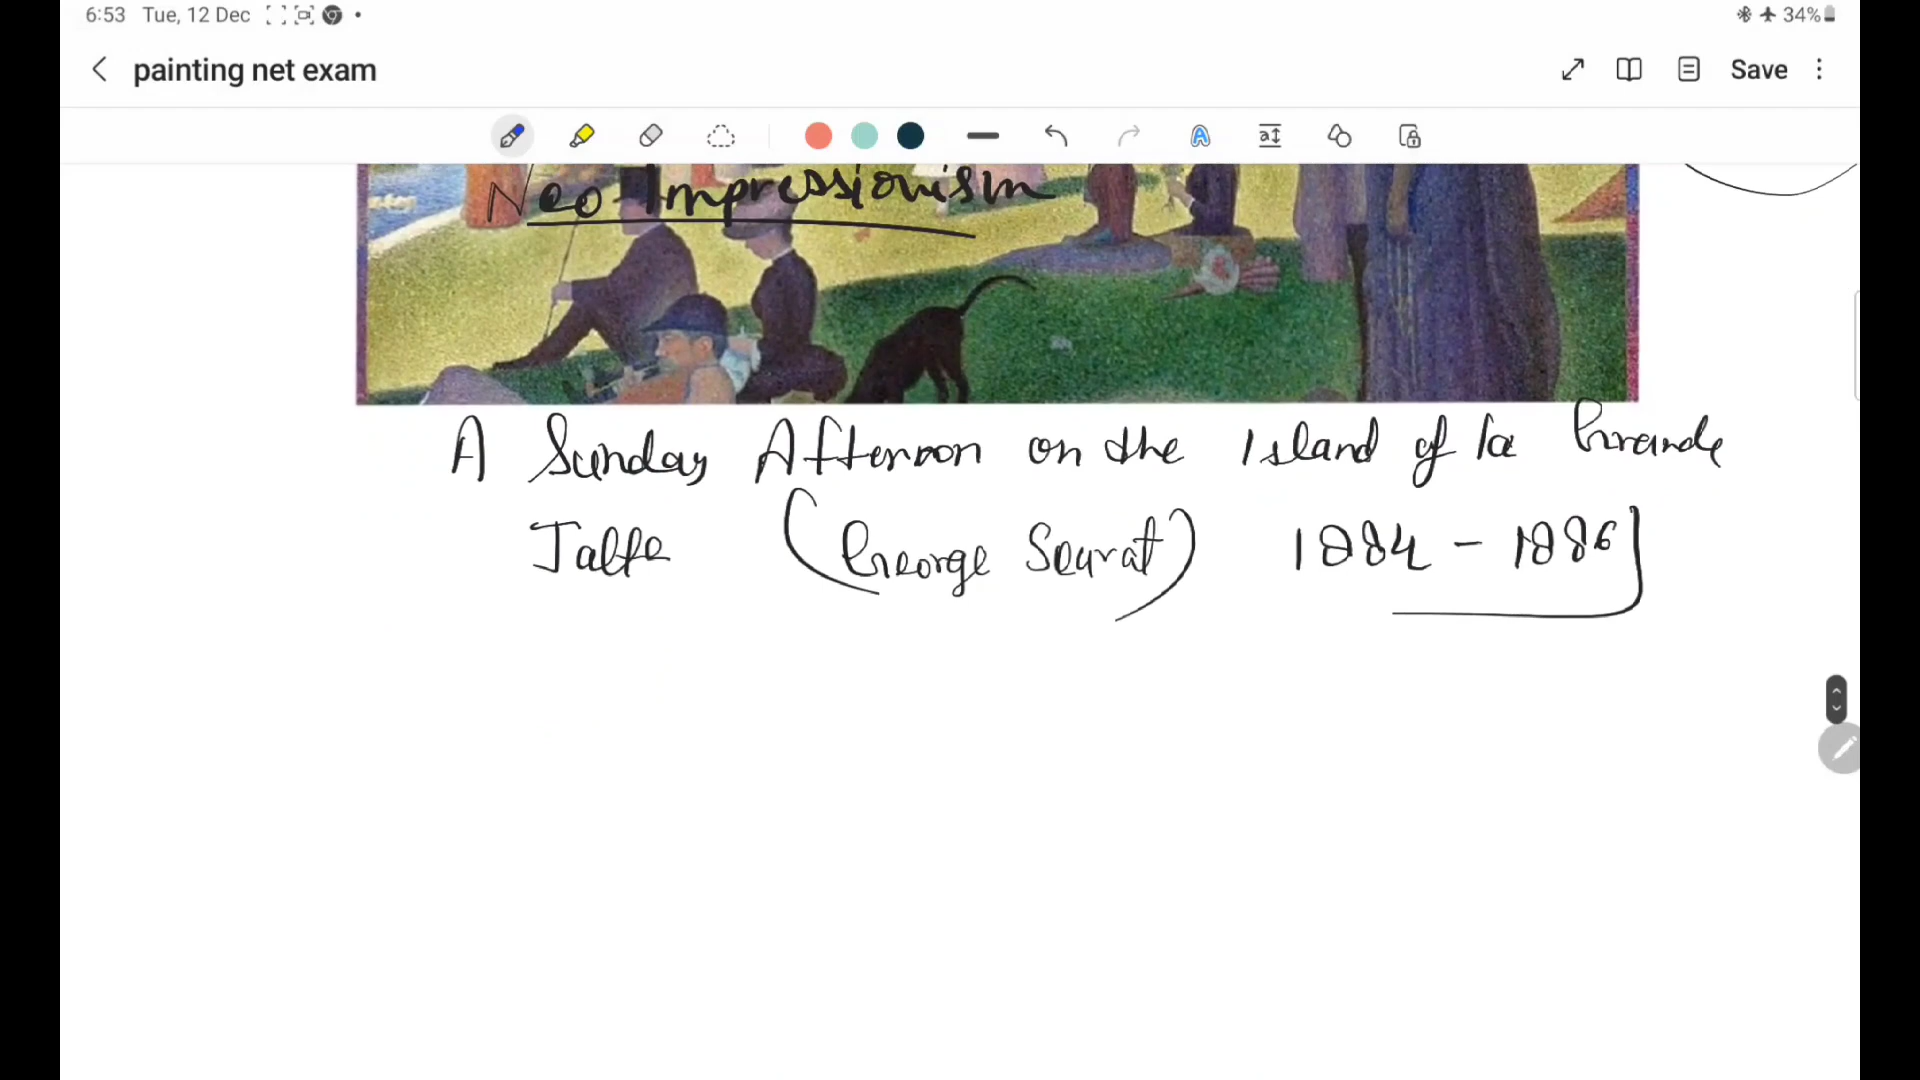 6:53 Tue, 12 Dec 34%
painting net exam Save
Neo-Impressionism
A Sunday Afternoon on the Island of la Grande
Jatte (George Seurat) 1884 - 1886]